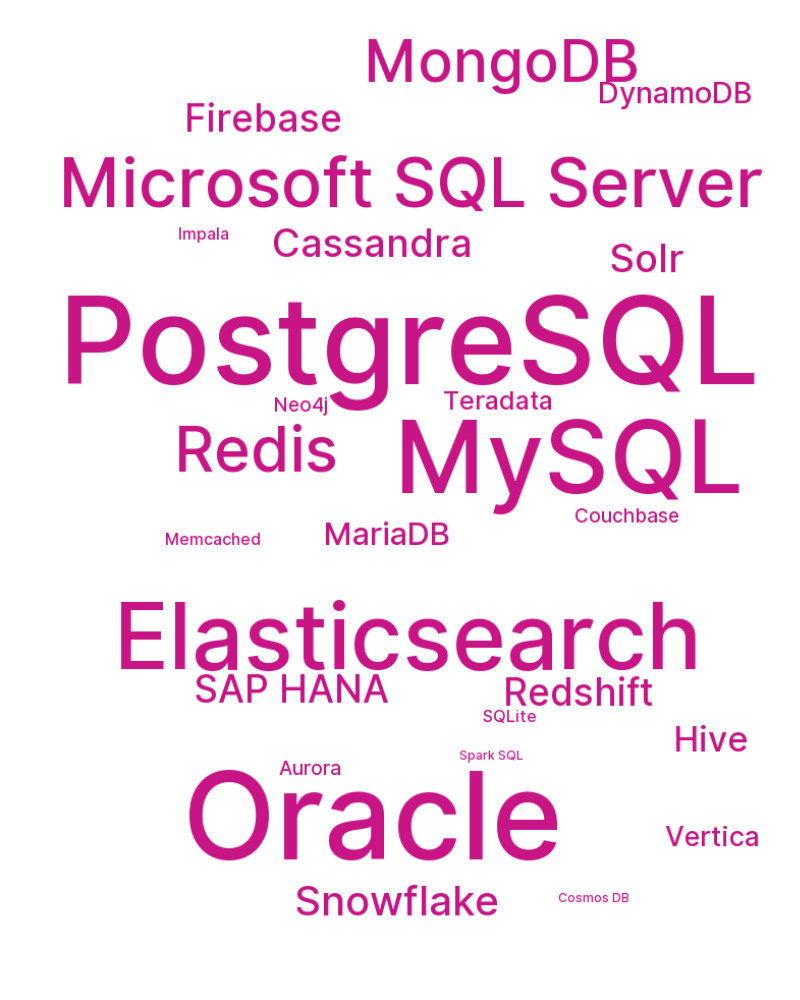 MongoDB
DynamoDB
Firebase
Microsoft SQL Server
Impala
Cassandra
Solr
PostgreSQL
Neo4j
Teradata
Redis
MySQL
Couchbase
Memcached
MariaDB
Elasticsearch
SAP HANA
Redshift
SQLite
Hive
Spark SQL
Aurora
Oracle
Vertica
Snowflake
Cosmos DB